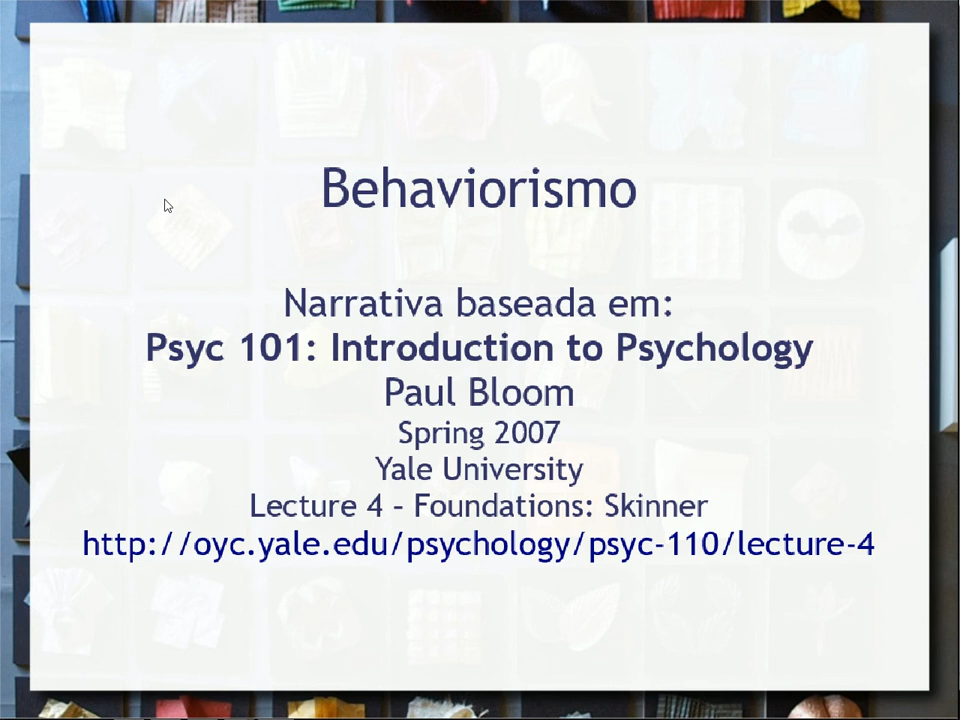 Behaviorismo
Narrativa baseada em:
Psyc 101: Introduction to Psychology
Paul Bloom
Spring 2007
Yale University
Lecture 4 – Foundations: Skinner
http://oyc.yale.edu/psychology/psyc-110/lecture-4